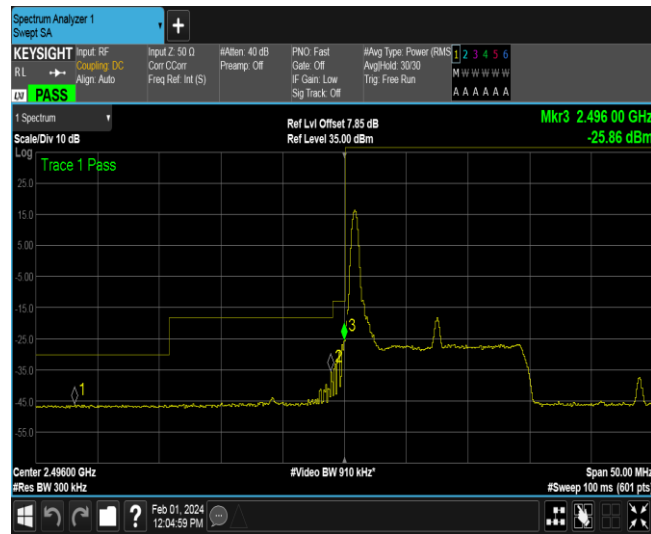 Spectrum Analyzer 1
Swept SA
+
KEYSIGHT
RL
LXI PASS
Input: RF
Coupling: DC
Align: Auto
Input Z: 50 Ω
Corr CCorr
Freq Ref: Int (S)
#Atten: 40 dB
Preamp: Off
PNO: Fast
Gate: Off
IF Gain: Low
Sig Track: Off
#Avg Type: Power (RMS
Avg|Hold: 30/30
Trig: Free Run
1 2 3 4 5 6
M W W W W W
A A A A A A
1 Spectrum
Scale/Div 10 dB
Log
Ref Lvl Offset 7.85 dB
Ref Level 35.00 dBm
Mkr3 2.496 00 GHz
-25.86 dBm
Trace 1 Pass
25.0
15.0
5.00
-5.00
-15.0
-25.0
-35.0
-45.0
-55.0
1
2
3
Center 2.49600 GHz
#Res BW 300 kHz
#Video BW 910 kHz*
Span 50.00 MHz
#Sweep 100 ms (601 pts
?
Feb 01, 2024
12:04:59 PM